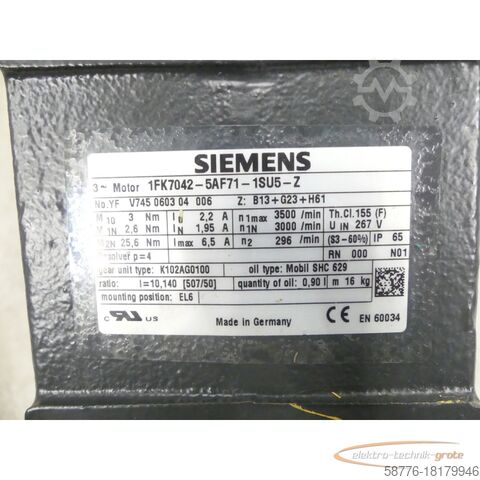 SIEMENS
3~ Motor 1FK7042-5AF71-1SU5-Z
No.YF V745 0603 04 006 Z: B13+G23+H61
M10 3 Nm I0 2,2 A n1max 3500 /min Th.Cl.155 (F)
M1N 2,6 Nm I1N 1,95 A n1N 3000 /min U IN 267 V
M2N 25,6 Nm Imax 6,5 A n2 296 /min (S3-60%) IP 65
solver p=4 RN 000 N01
gear unit type: K102AG0100 oil type: Mobil SHC 629
ratio: I=10,140 [507/50] quantity of oil: 0,90 l m 16 kg
mounting position: EL6
c US Made in Germany CE EN 60034
elektro-technik-grote
58776-18179946